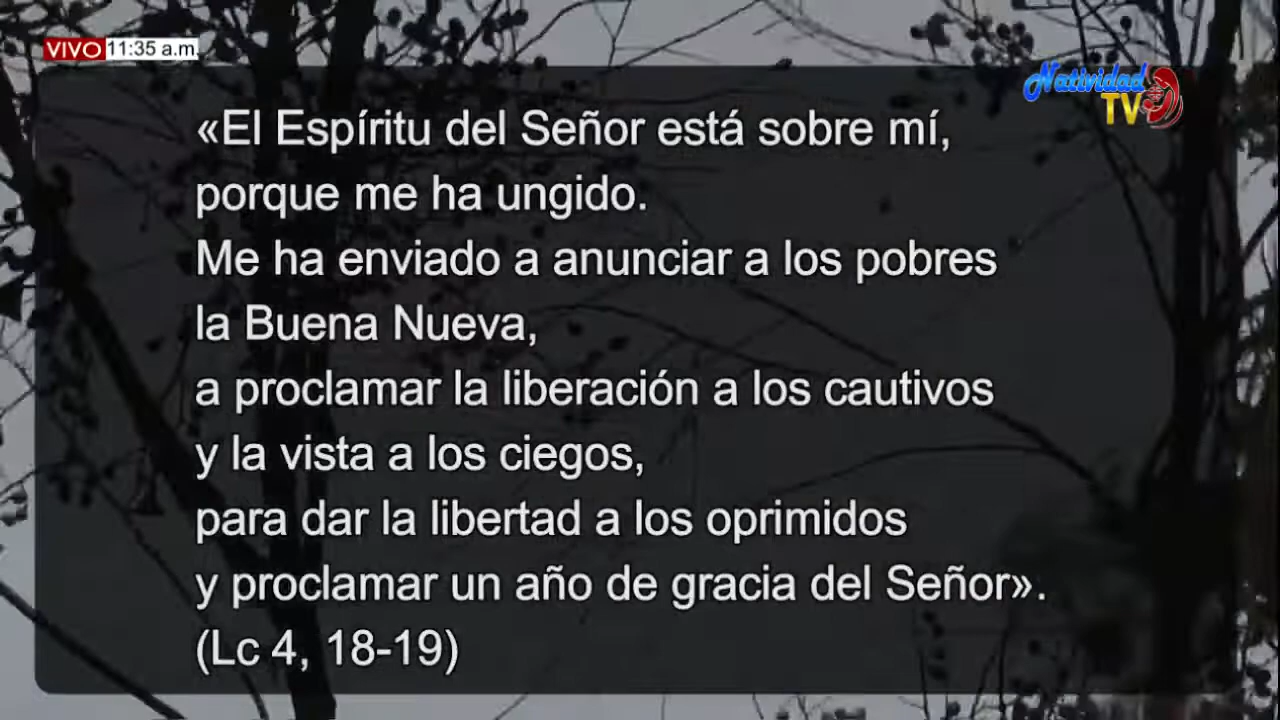 VIVO 11:35 a.m.
Natividad
TV
«El Espíritu del Señor está sobre mí,
porque me ha ungido.
Me ha enviado a anunciar a los pobres
la Buena Nueva,
a proclamar la liberación a los cautivos
y la vista a los ciegos,
para dar la libertad a los oprimidos
y proclamar un año de gracia del Señor».
(Lc 4, 18-19)